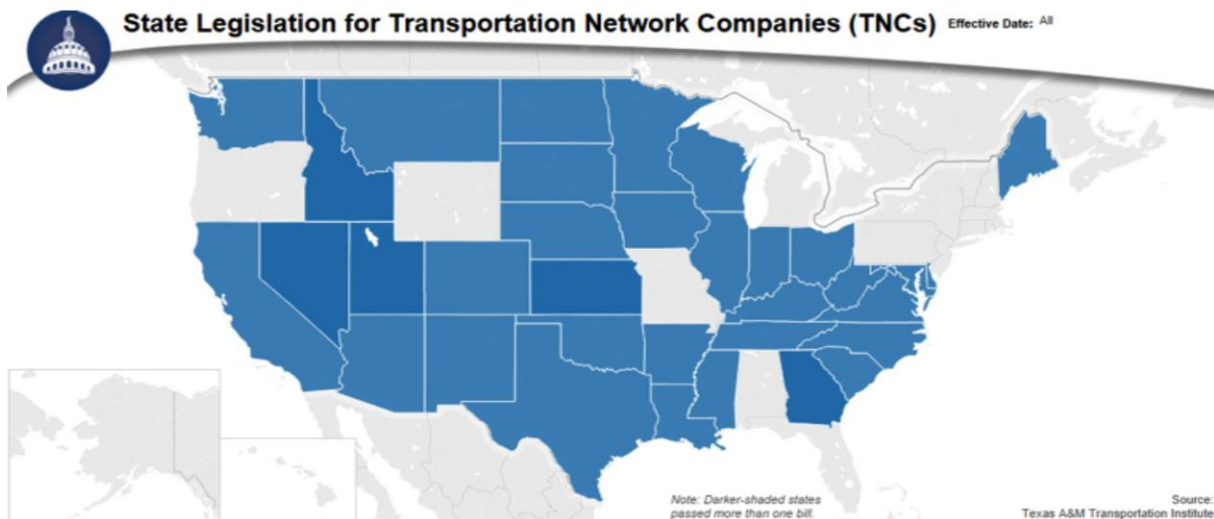 State Legislation for Transportation Network Companies (TNCs) Effective Date: All
Note: Darker-shaded states
passed more than one bill.
Source:
Texas A&M Transportation Institute